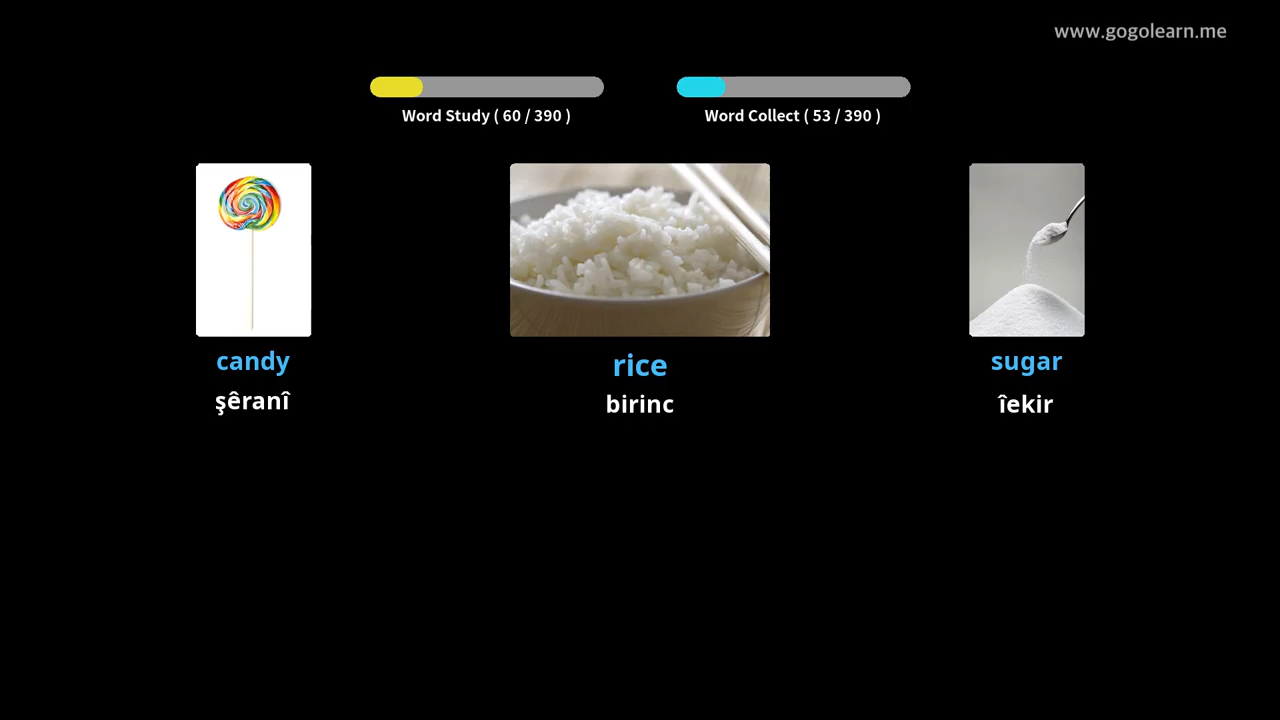 www.gogolearn.me
Word Study ( 60 / 390 )
Word Collect ( 53 / 390 )
candy
rice
sugar
şêranî
birinc
îekir